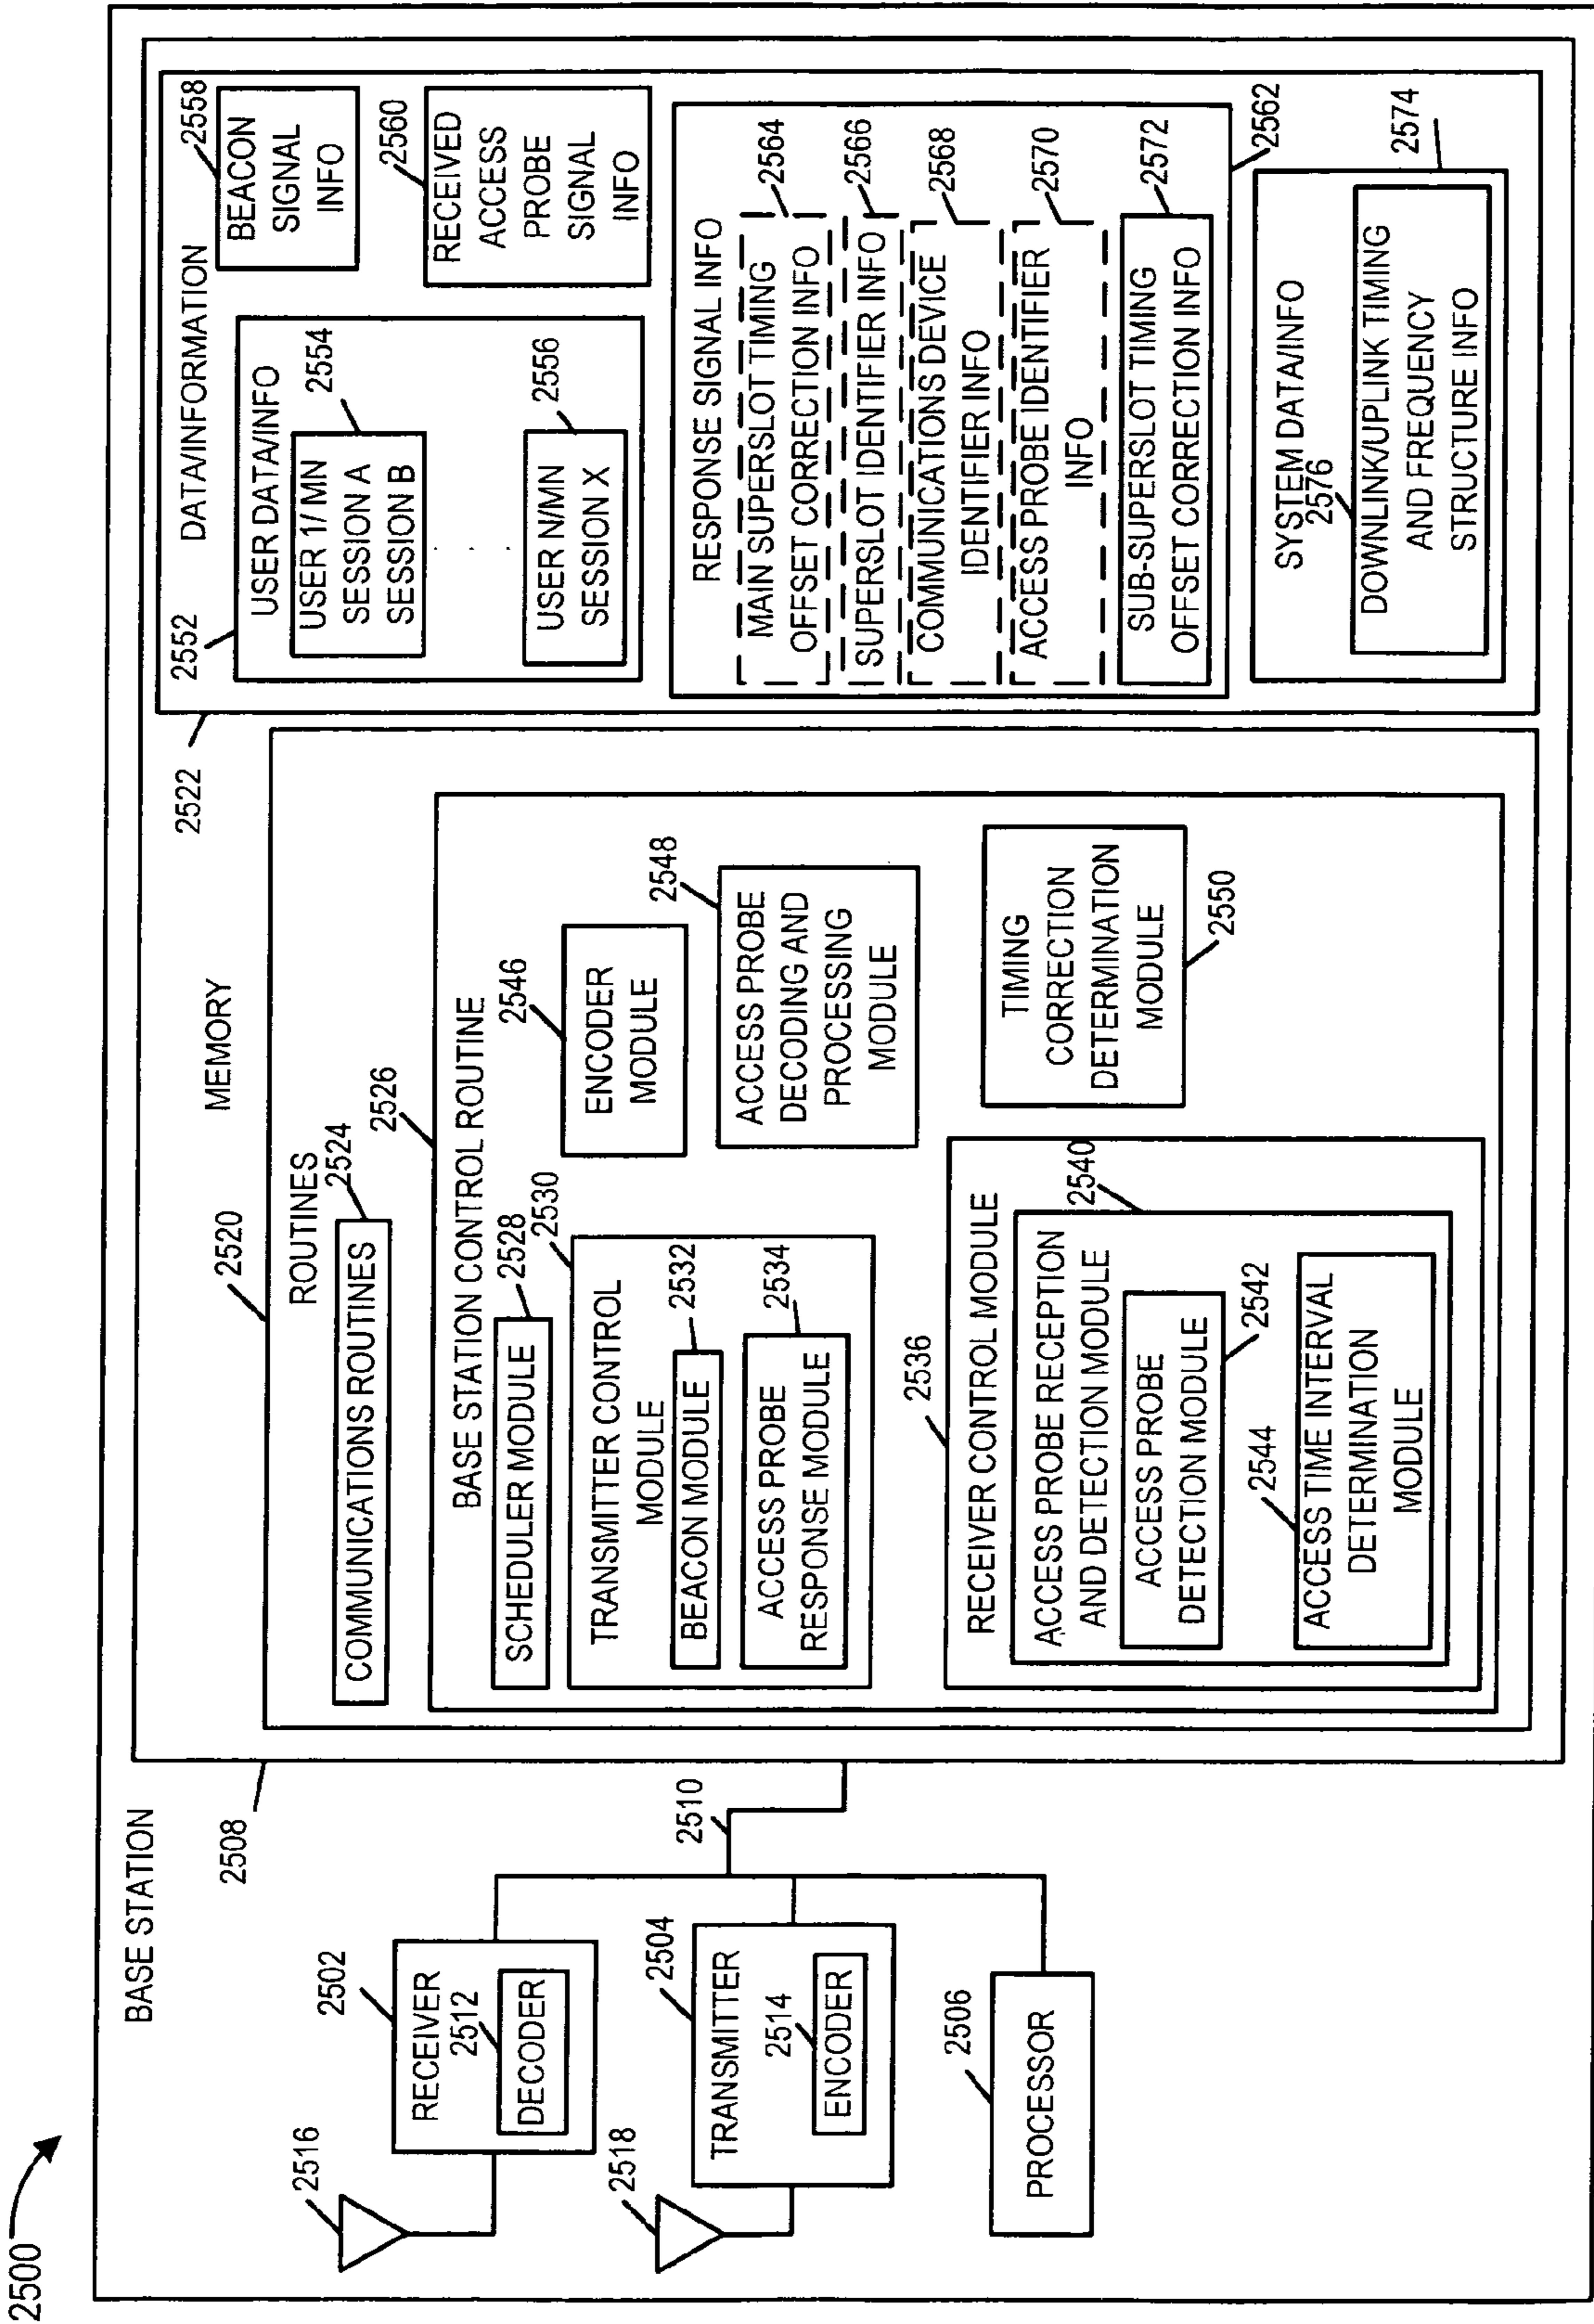 2500
BASE STATION
2516
2502
RECEIVER
2512
DECODER
2518
2504
TRANSMITTER
2514
ENCODER
2506
PROCESSOR
2510
2508
MEMORY
2520
ROUTINES
2524
COMMUNICATIONS ROUTINES
2526
BASE STATION CONTROL ROUTINE
2528
SCHEDULER MODULE
2530
TRANSMITTER CONTROL
MODULE
2532
BEACON MODULE
2534
ACCESS PROBE
RESPONSE MODULE
2546
ENCODER
MODULE
2548
ACCESS PROBE
DECODING AND
PROCESSING
MODULE
2536
RECEIVER CONTROL MODULE
2540
ACCESS PROBE RECEPTION
AND DETECTION MODULE
ACCESS PROBE
DETECTION MODULE
2542
2544
ACCESS TIME INTERVAL
DETERMINATION
MODULE
TIMING
CORRECTION
DETERMINATION
MODULE
2550
2522
DATA/INFORMATION
2552
USER DATA/INFO
2554
USER 1/MN
SESSION A
SESSION B
2556
USER N/MN
SESSION X
2558
BEACON
SIGNAL
INFO
2560
RECEIVED
ACCESS
PROBE
SIGNAL
INFO
RESPONSE SIGNAL INFO
2564
MAIN SUPERSLOT TIMING
OFFSET CORRECTION INFO
2566
SUPERSLOT IDENTIFIER INFO
2568
COMMUNICATIONS DEVICE
IDENTIFIER INFO
2570
ACCESS PROBE IDENTIFIER
INFO
2572
SUB-SUPERSLOT TIMING
OFFSET CORRECTION INFO
2562
SYSTEM DATA/INFO
2574
2576
DOWNLINK/UPLINK TIMING
AND FREQUENCY
STRUCTURE INFO